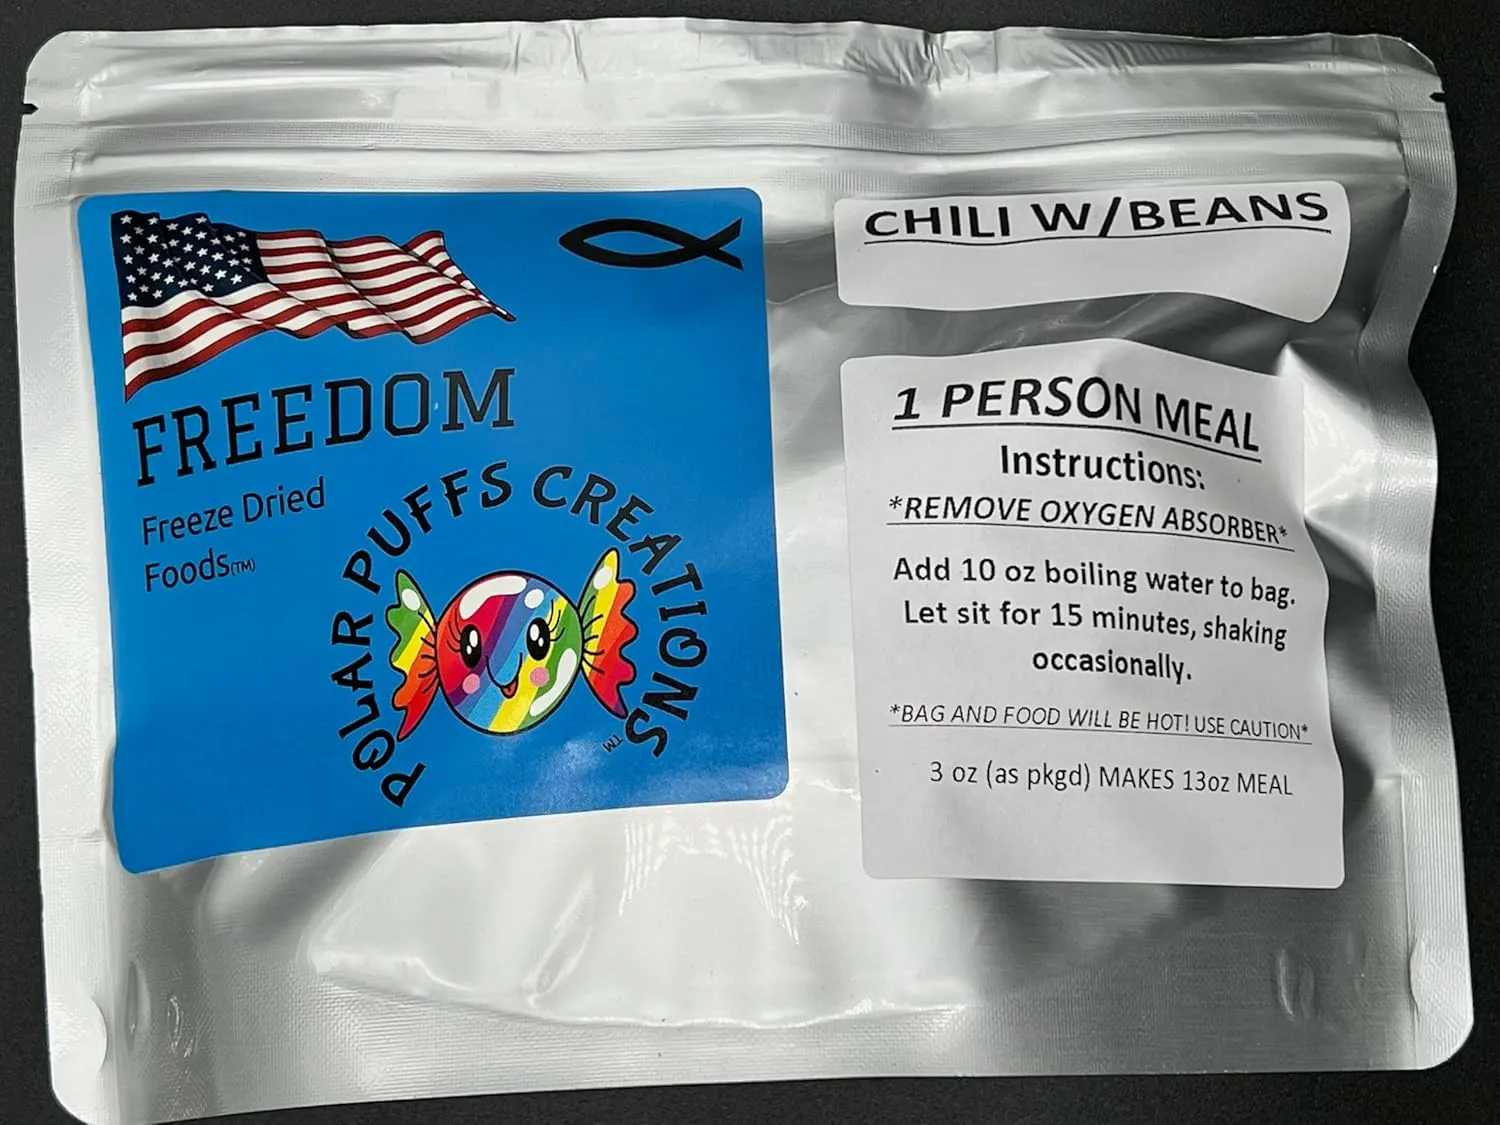 FREEDOM
Freeze Dried
Foods(TM)
POLAR PUFFS CREATIONS
TM
CHILI W/BEANS
1 PERSON MEAL
Instructions:
*REMOVE OXYGEN ABSORBER*
Add 10 oz boiling water to bag.
Let sit for 15 minutes, shaking
occasionally.
*BAG AND FOOD WILL BE HOT! USE CAUTION*
3 oz (as pkgd) MAKES 13oz MEAL